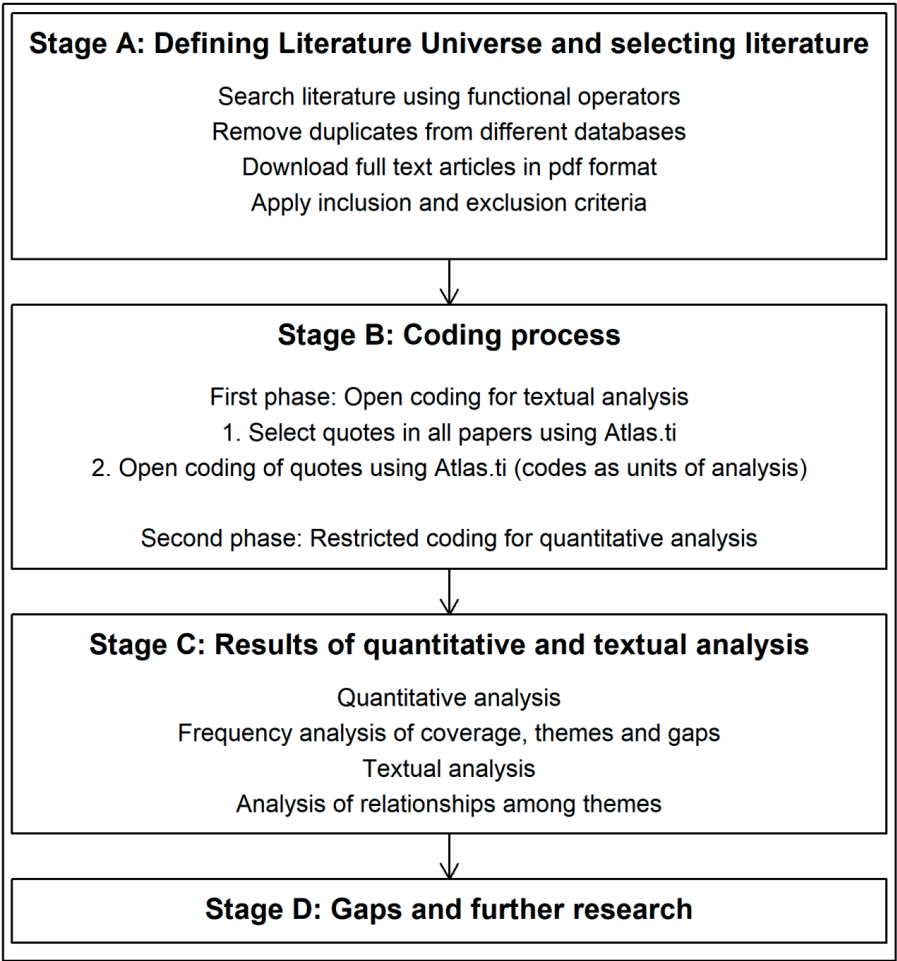 Stage A: Defining Literature Universe and selecting literature
Search literature using functional operators
Remove duplicates from different databases
Download full text articles in pdf format
Apply inclusion and exclusion criteria
Stage B: Coding process
First phase: Open coding for textual analysis
1. Select quotes in all papers using Atlas.ti
2. Open coding of quotes using Atlas.ti (codes as units of analysis)
Second phase: Restricted coding for quantitative analysis
Stage C: Results of quantitative and textual analysis
Quantitative analysis
Frequency analysis of coverage, themes and gaps
Textual analysis
Analysis of relationships among themes
Stage D: Gaps and further research